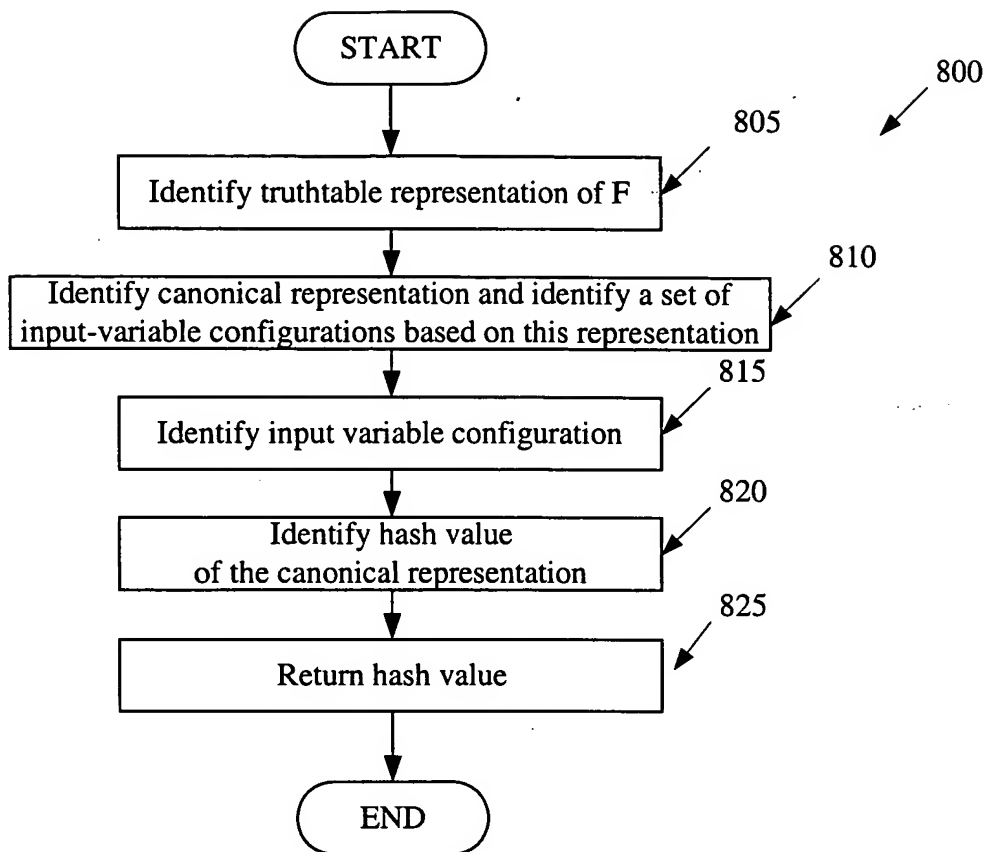 START
800
805
Identify truthtable representation of F
810
Identify canonical representation and identify a set of
input-variable configurations based on this representation
815
Identify input variable configuration
820
Identify hash value
of the canonical representation
825
Return hash value
END